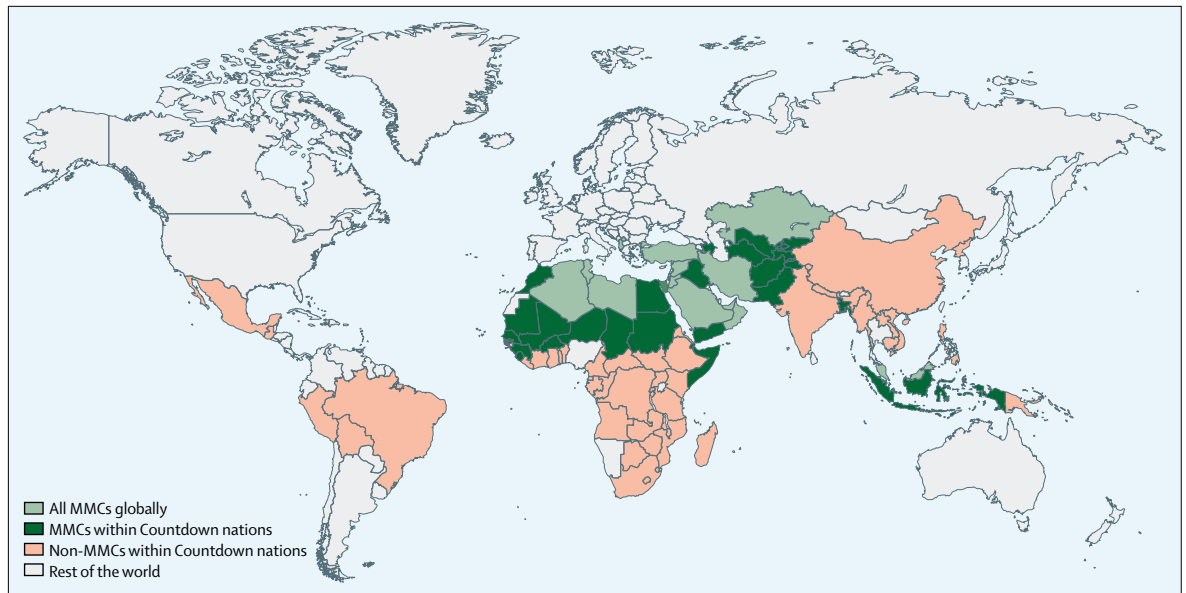 All MMCs globally
MMCs within Countdown nations
Non-MMCs within Countdown nations
Rest of the world